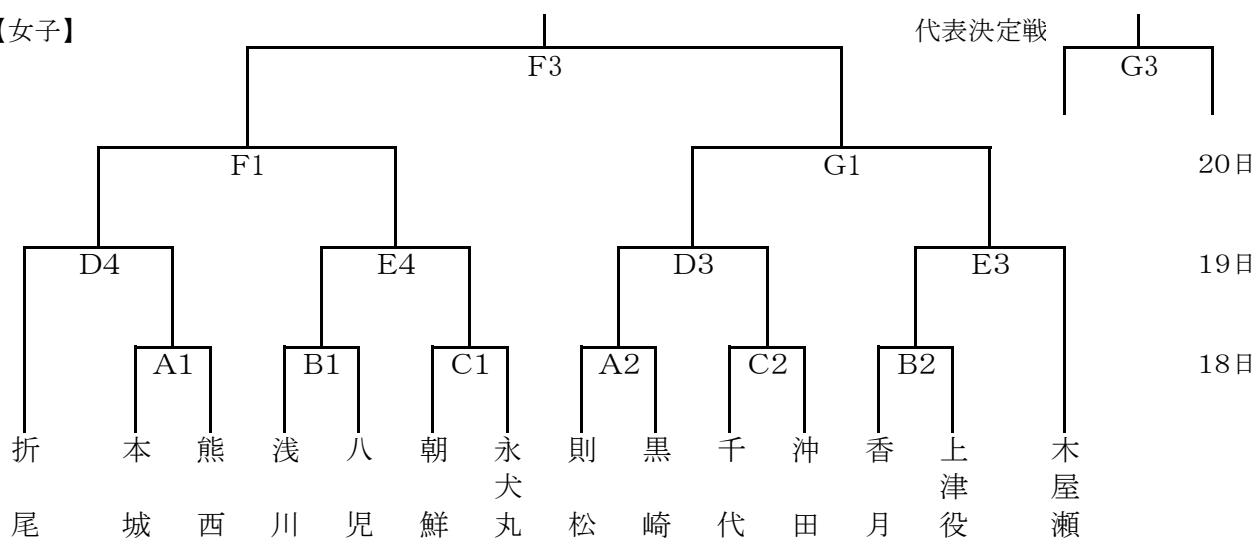 【女子】
代表決定戦
F3
G3
F1
G1
20日
D4
E4
D3
E3
19日
A1
B1
C1
A2
C2
B2
18日
折尾
本城
熊西
浅川
八児
朝鮮
永犬丸
則松
黒崎
千代
沖田
香月
上津役
木屋瀬